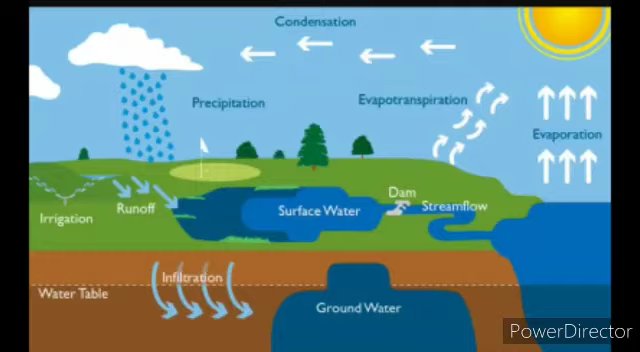 Condensation
Precipitation
Evapotranspiration
Evaporation
Dam
Irrigation
Runoff
Surface Water
Streamflow
Infiltration
Water Table
Ground Water
PowerDirector